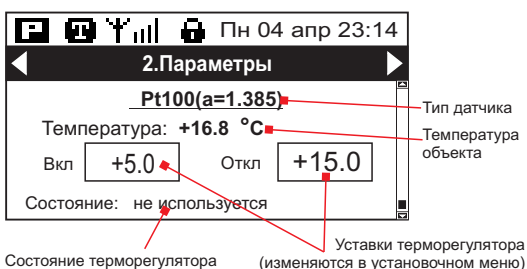 P T Пн 04 апр 23:14
2.Параметры
Pt100(a=1.385)
Тип датчика
Температура: +16.8 °C
Температура
объекта
Вкл +5.0 Откл +15.0
Состояние: не используется
Состояние терморегулятора
Уставки терморегулятора
(изменяются в установочном меню)